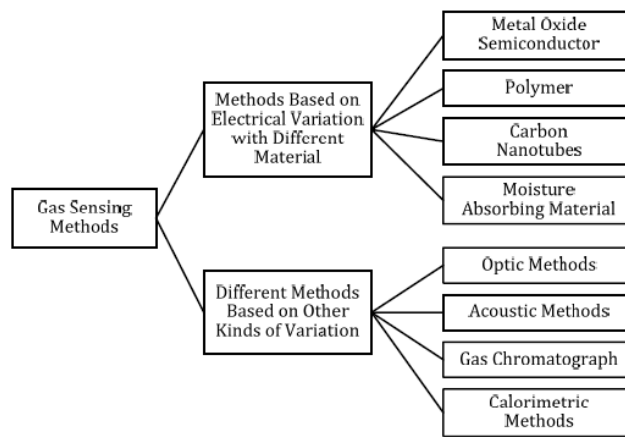 Gas Sensing
Methods
Methods Based on
Electrical Variation
with Different
Material
Metal Oxide
Semiconductor
Polymer
Carbon
Nanotubes
Moisture
Absorbing Material
Different Methods
Based on Other
Kinds of Variation
Optic Methods
Acoustic Methods
Gas Chromatograph
Calorimetric
Methods